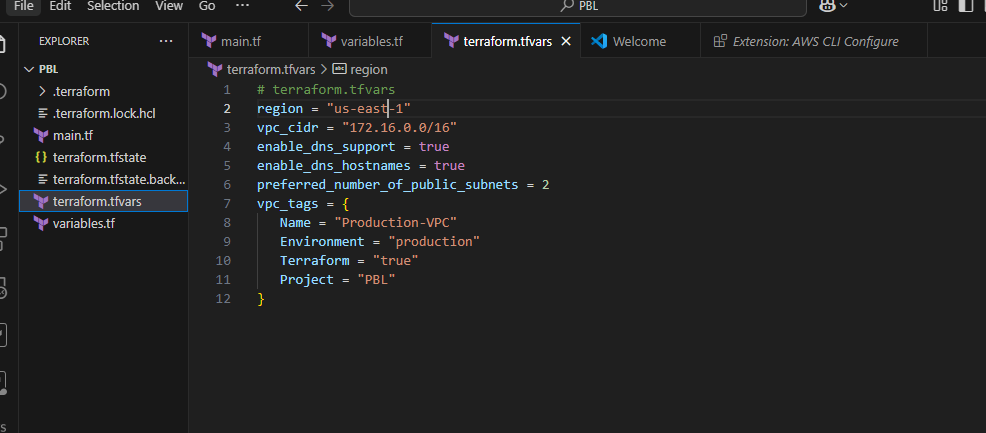 File Edit Selection View Go ··· PBL
EXPLORER ···
main.tf variables.tf terraform.tfvars Welcome Extension: AWS CLI Configure
PBL
.terraform
.terraform.lock.hcl
main.tf
terraform.tfstate
terraform.tfstate.back...
terraform.tfvars
variables.tf
terraform.tfvars > abc region
1 # terraform.tfvars
2 region = "us-east-1"
3 vpc_cidr = "172.16.0.0/16"
4 enable_dns_support = true
5 enable_dns_hostnames = true
6 preferred_number_of_public_subnets = 2
7 vpc_tags = {
8 Name = "Production-VPC"
9 Environment = "production"
10 Terraform = "true"
11 Project = "PBL"
12 }